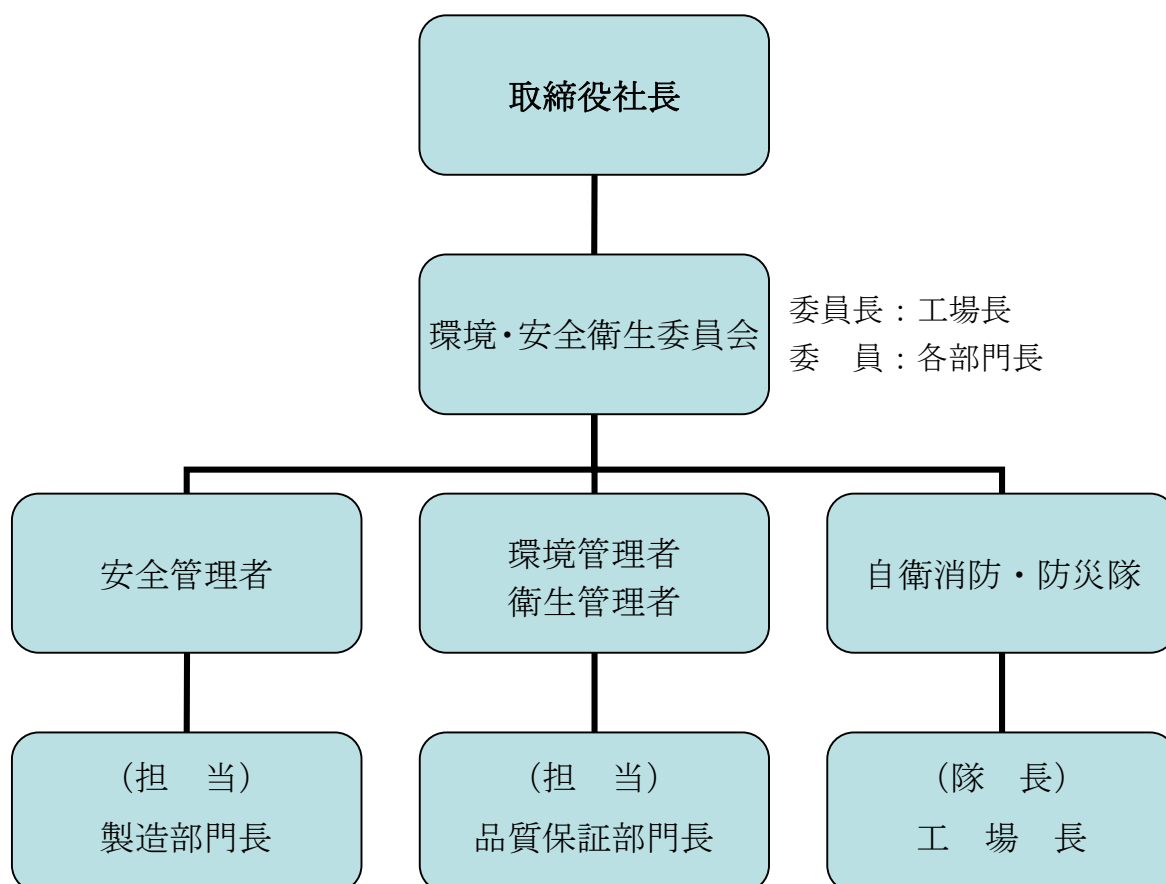 取締役社長
環境・安全衛生委員会
委員長：工場長
委　員：各部門長
安全管理者
環境管理者
衛生管理者
自衛消防・防災隊
（担　当）
製造部門長
（担　当）
品質保証部門長
（隊　長）
工　場　長